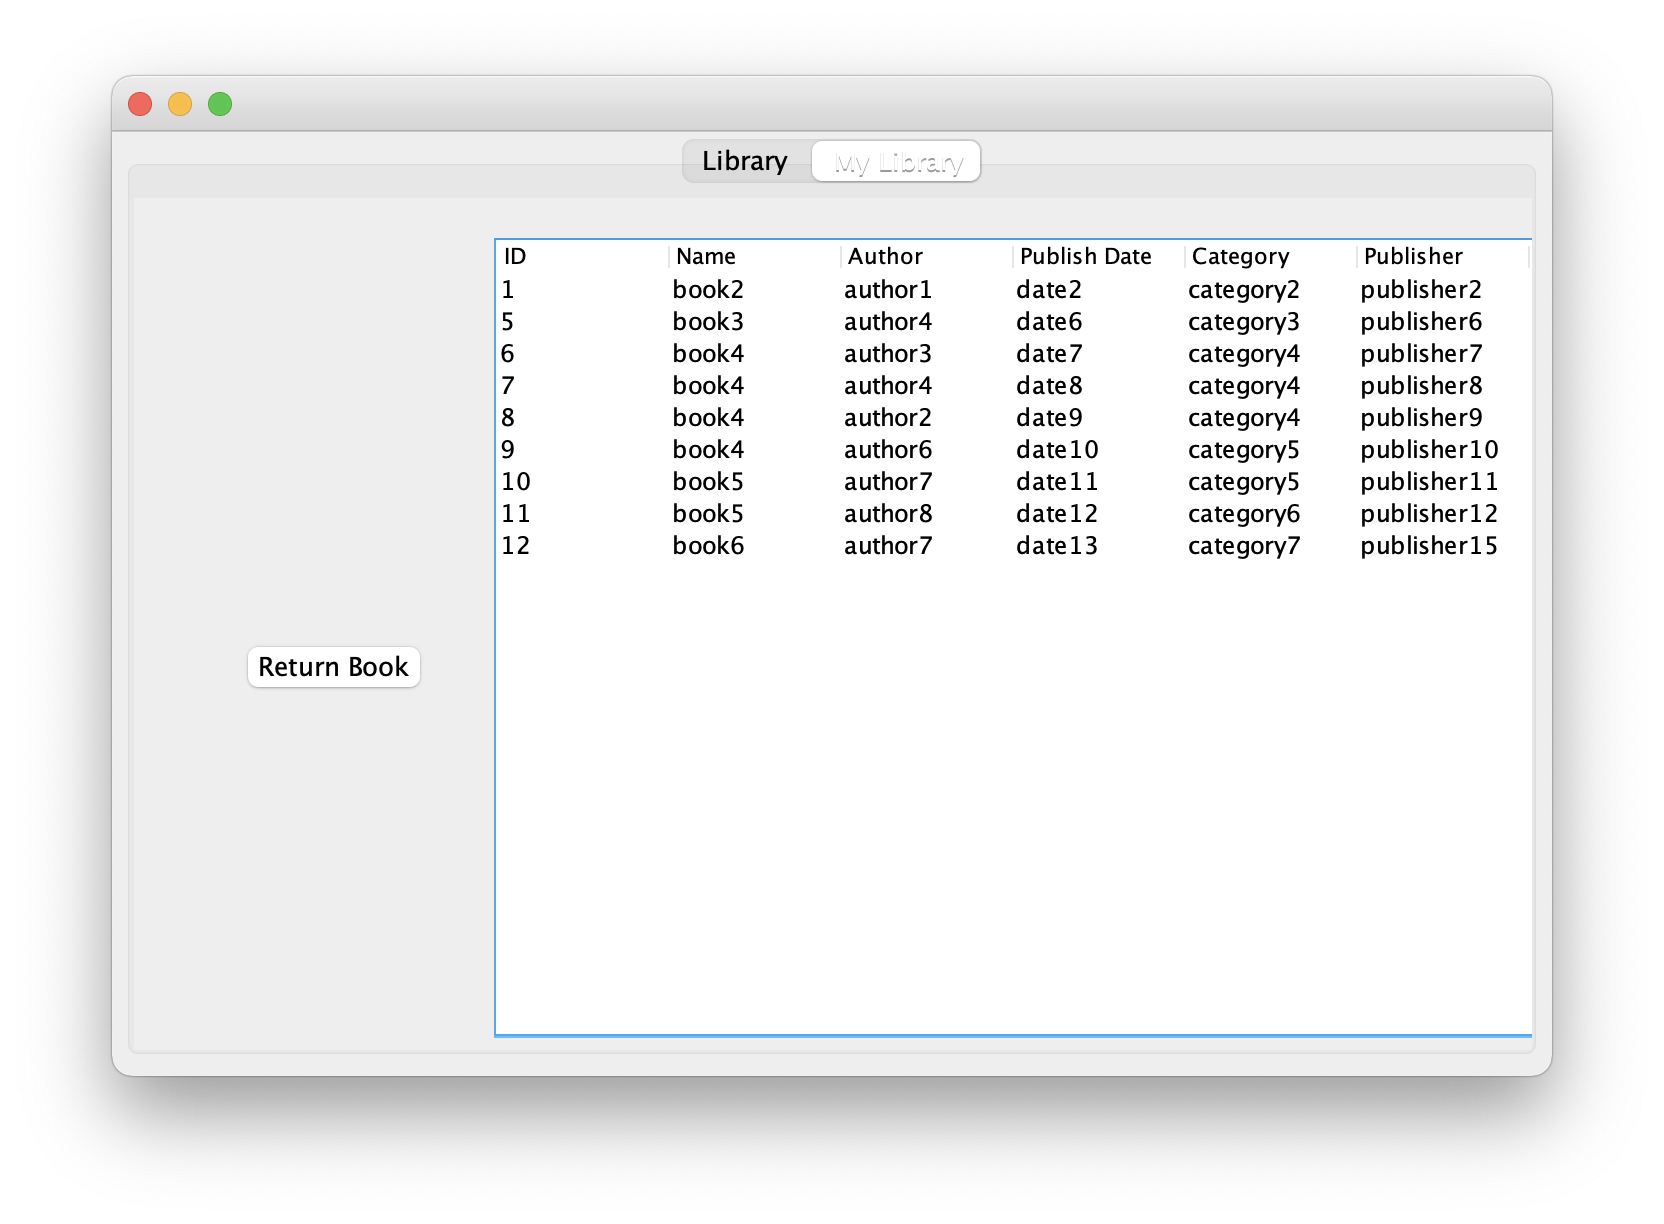 Library My Library
ID Name Author Publish Date Category Publisher
1 book2 author1 date2 category2 publisher2
5 book3 author4 date6 category3 publisher6
6 book4 author3 date7 category4 publisher7
7 book4 author4 date8 category4 publisher8
8 book4 author2 date9 category4 publisher9
9 book4 author6 date10 category5 publisher10
10 book5 author7 date11 category5 publisher11
11 book5 author8 date12 category6 publisher12
12 book6 author7 date13 category7 publisher15
Return Book